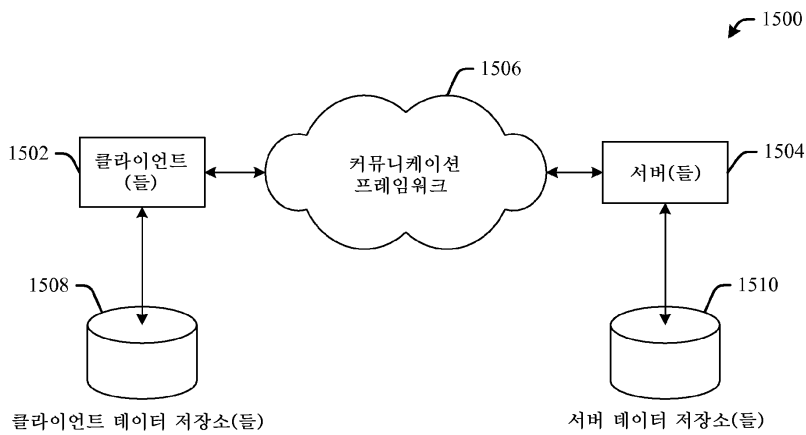 1500
1506
1502
클라이언트
(들)
커뮤니케이션
프레임워크
서버(들)
1504
1508
1510
클라이언트 데이터 저장소(들)
서버 데이터 저장소(들)